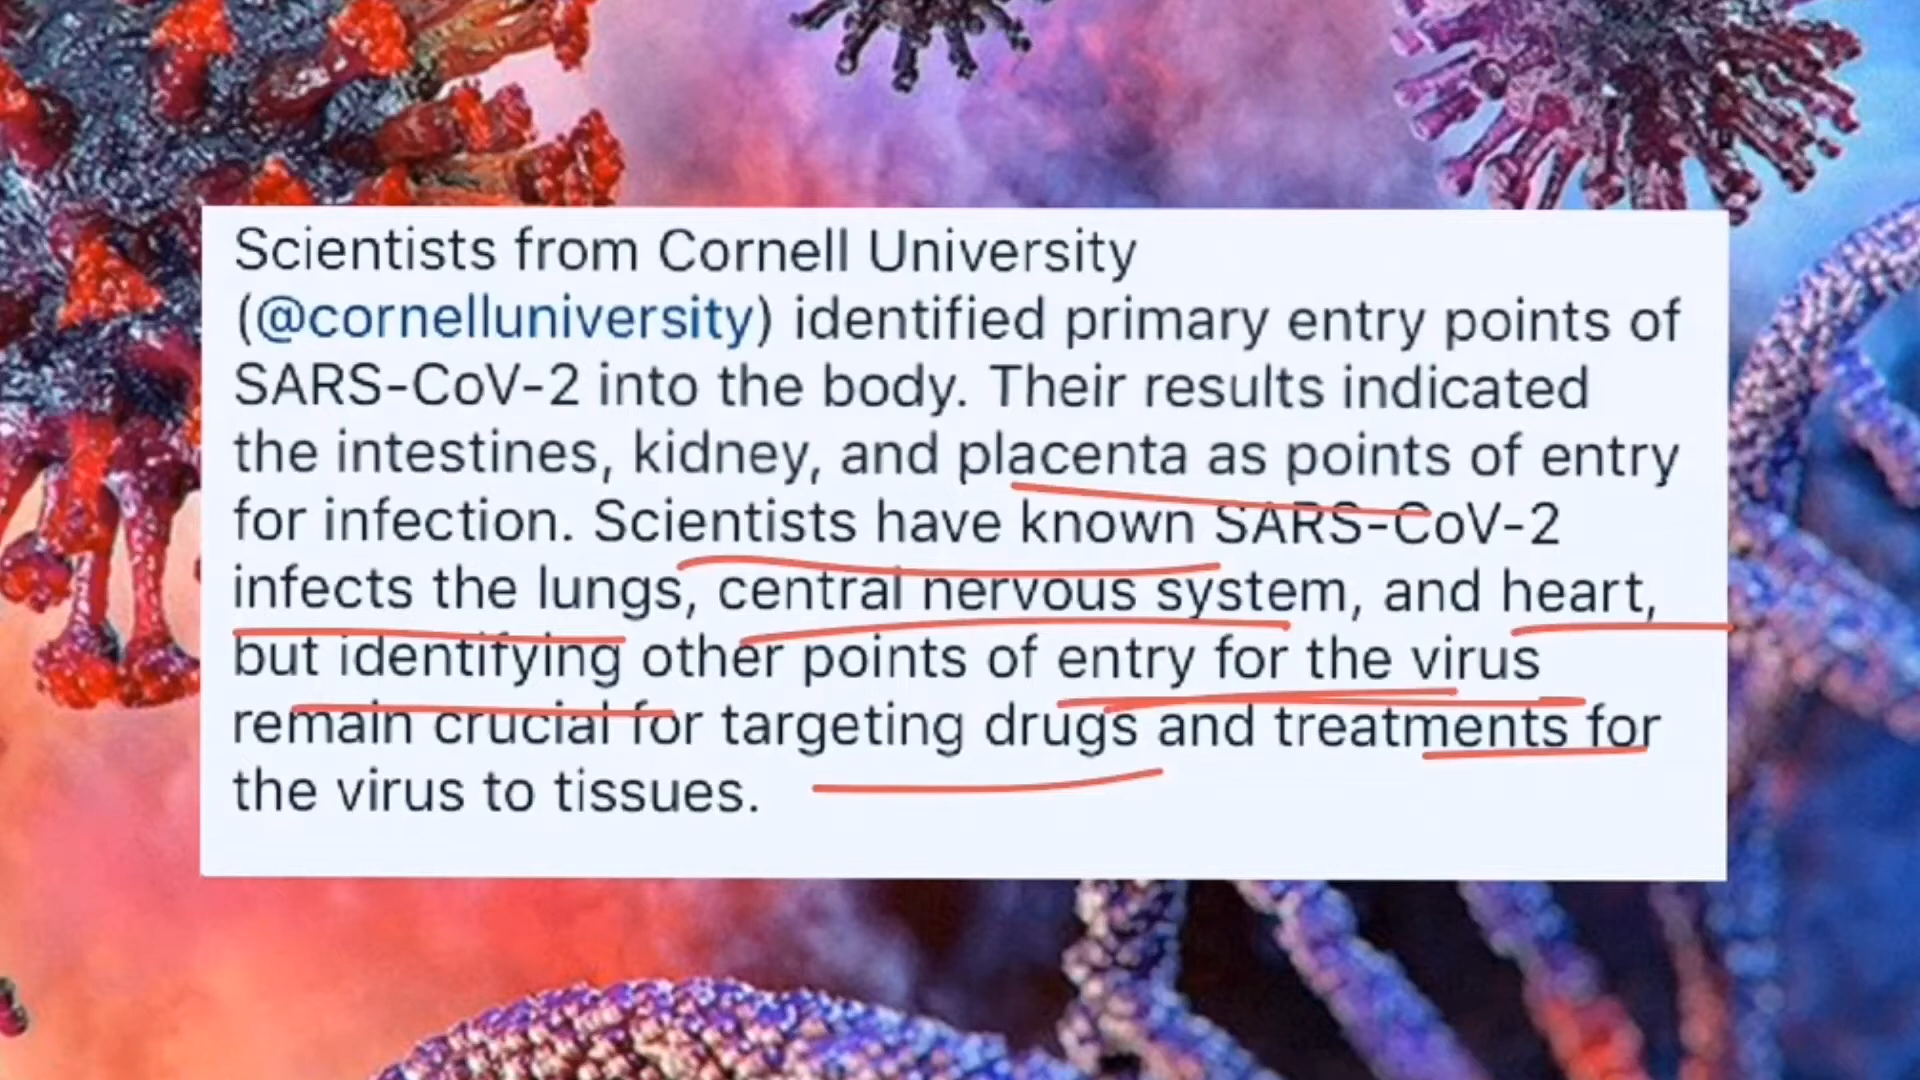 Scientists from Cornell University
(@cornelluniversity) identified primary entry points of
SARS-CoV-2 into the body. Their results indicated
the intestines, kidney, and placenta as points of entry
for infection. Scientists have known SARS-CoV-2
infects the lungs, central nervous system, and heart,
but identifying other points of entry for the virus
remain crucial for targeting drugs and treatments for
the virus to tissues.